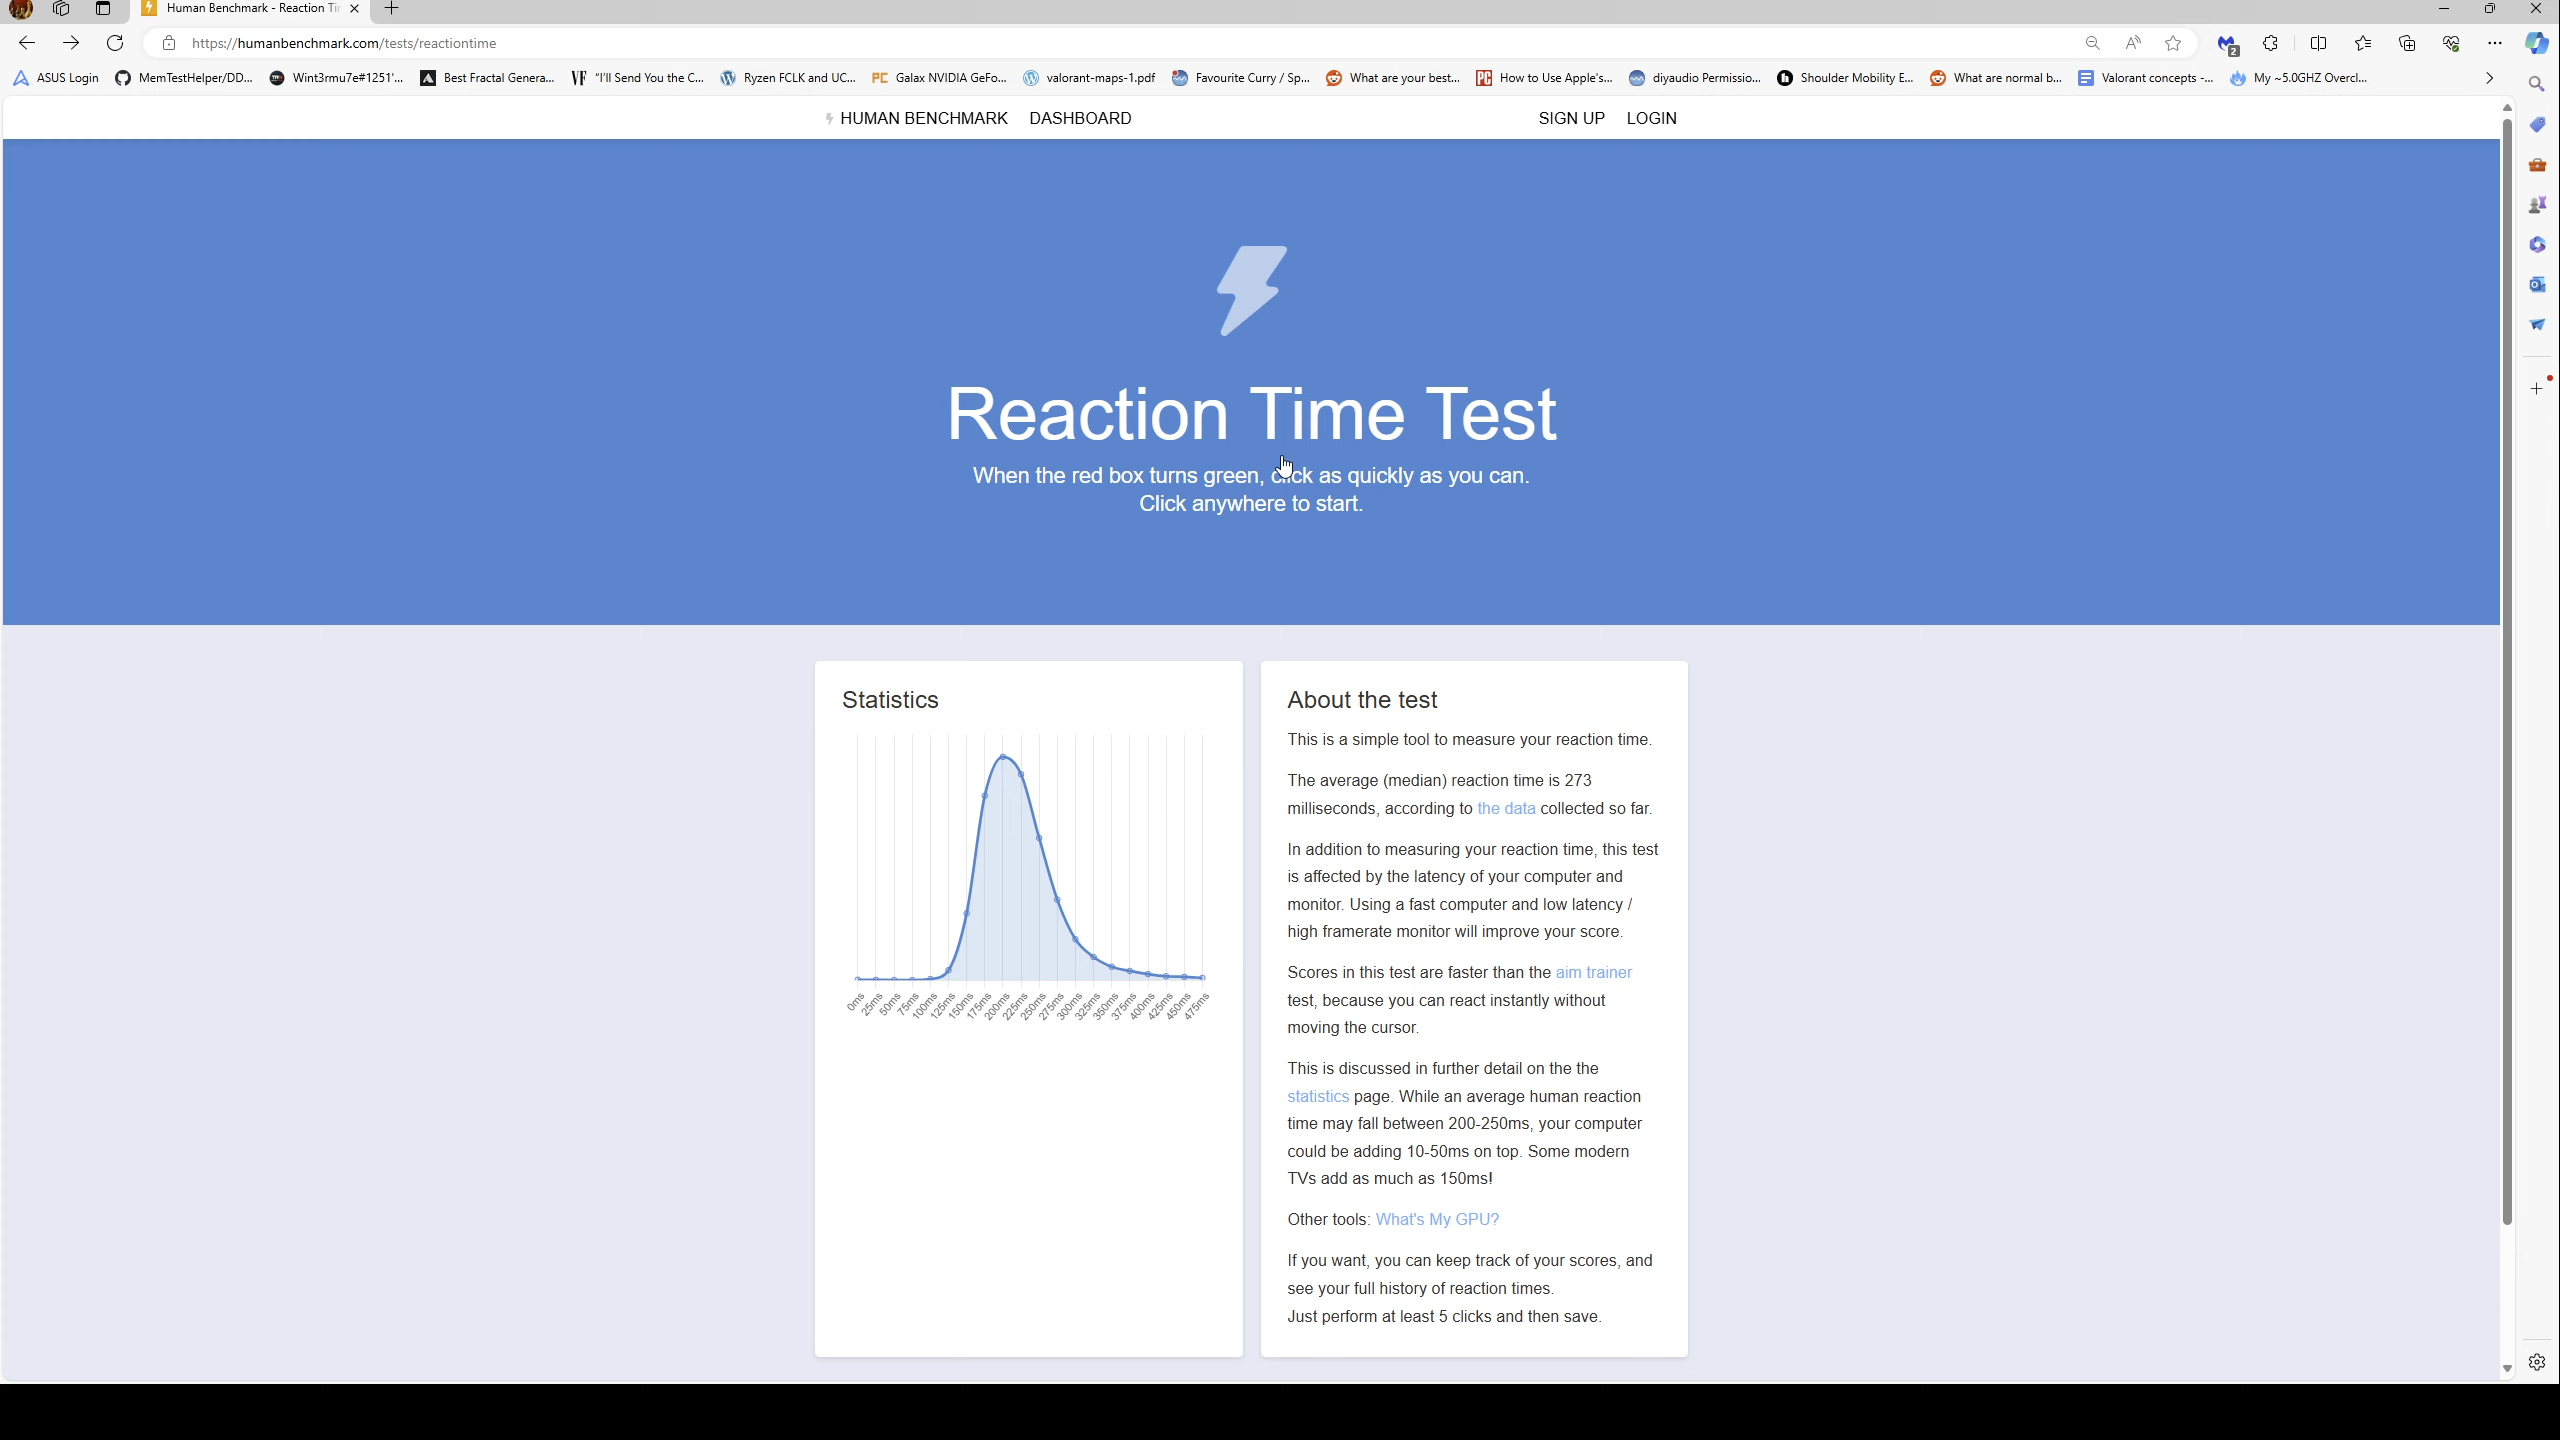 Human Benchmark - Reaction Ti
https://humanbenchmark.com/tests/reactiontime
2
ASUS Login
MemTestHelper/DD...
Wint3rmu7e#1251'...
Best Fractal Genera...
VF "I'll Send You the C...
Ryzen FCLK and UC...
PC Galax NVIDIA GeFo...
valorant-maps-1.pdf
Favourite Curry / Sp...
What are your best...
PC How to Use Apple's...
diyaudio Permissio...
Shoulder Mobility E...
What are normal b...
Valorant concepts -...
My ~5.0GHZ Overcl...
HUMAN BENCHMARK DASHBOARD
SIGN UP LOGIN
Reaction Time Test
When the red box turns green, click as quickly as you can.
Click anywhere to start.
Statistics
0ms 25ms 50ms 75ms 100ms 125ms 150ms 175ms 200ms 225ms 250ms 275ms 300ms 325ms 350ms 375ms 400ms 425ms 450ms 475ms
About the test
This is a simple tool to measure your reaction time.
The average (median) reaction time is 273
milliseconds, according to the data collected so far.
In addition to measuring your reaction time, this test
is affected by the latency of your computer and
monitor. Using a fast computer and low latency /
high framerate monitor will improve your score.
Scores in this test are faster than the aim trainer
test, because you can react instantly without
moving the cursor.
This is discussed in further detail on the the
statistics page. While an average human reaction
time may fall between 200-250ms, your computer
could be adding 10-50ms on top. Some modern
TVs add as much as 150ms!
Other tools: What's My GPU?
If you want, you can keep track of your scores, and
see your full history of reaction times.
Just perform at least 5 clicks and then save.